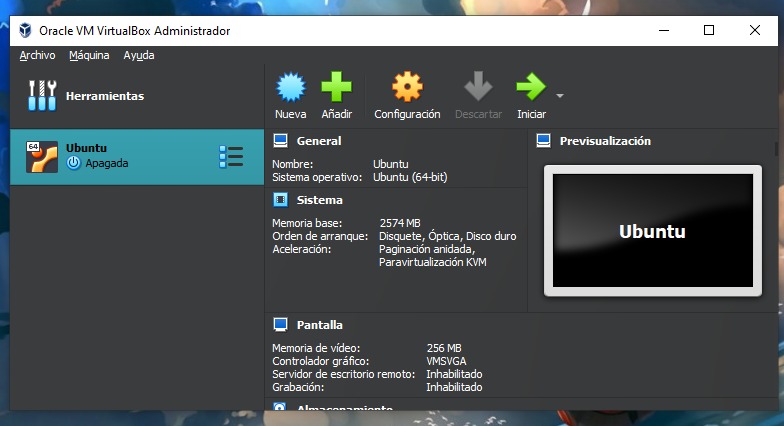 Oracle VM VirtualBox Administrador
Archivo Máquina Ayuda
Herramientas
Nueva Añadir Configuración Descartar Iniciar
64 Ubuntu
Apagada
General
Nombre: Ubuntu
Sistema operativo: Ubuntu (64-bit)
Sistema
Memoria base: 2574 MB
Orden de arranque: Disquete, Óptica, Disco duro
Aceleración: Paginación anidada,
Paravirtualización KVM
Previsualización
Ubuntu
Pantalla
Memoria de vídeo: 256 MB
Controlador gráfico: VMSVGA
Servidor de escritorio remoto: Inhabilitado
Grabación: Inhabilitado
Almacenamiento